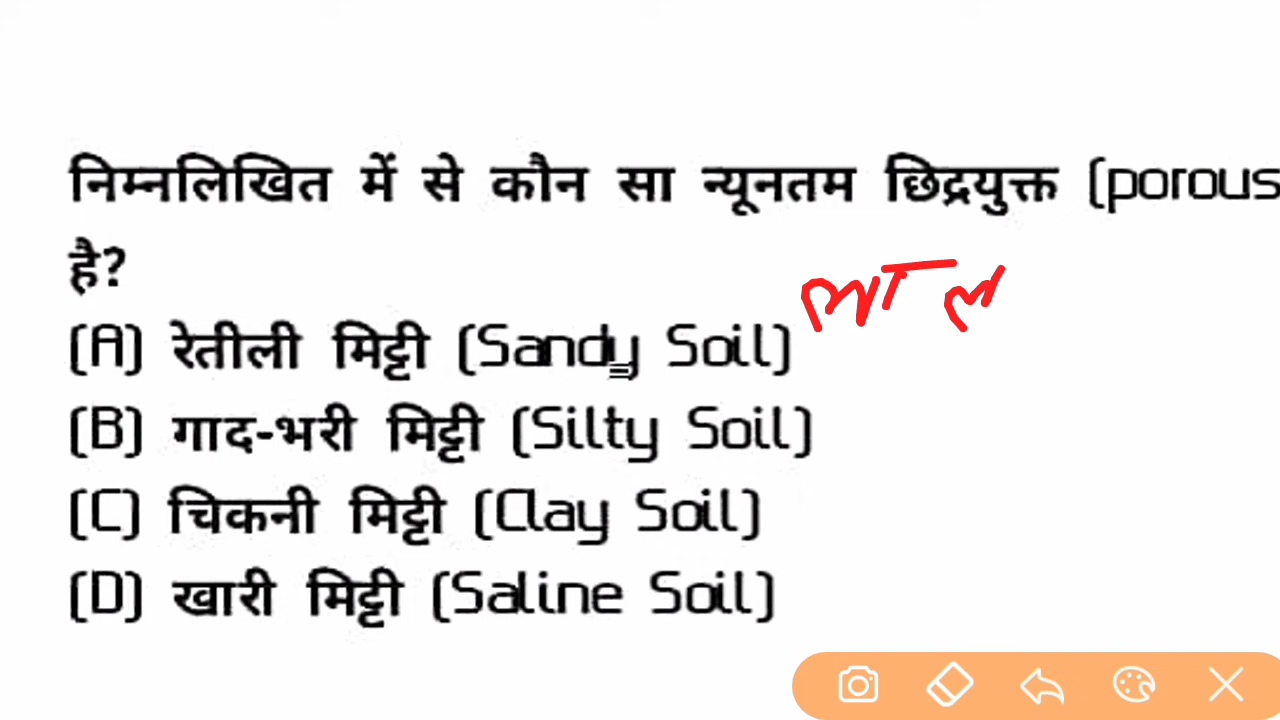 निम्नलिखित में से कौन सा न्यूनतम छिद्रयुक्त (porous
है?
लाल
(A) रेतीली मिट्टी (Sandy Soil)
(B) गाद-भरी मिट्टी (Silty Soil)
(C) चिकनी मिट्टी (Clay Soil)
(D) खारी मिट्टी (Saline Soil)